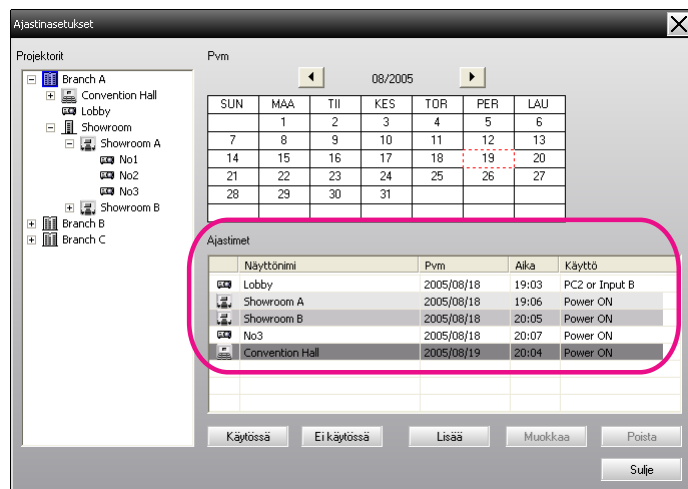 Ajastinasetukset
Projektorit
Branch A
Convention Hall
Lobby
Showroom
Showroom A
No1
No2
No3
Showroom B
Branch B
Branch C
Pvm
08/2005
SUN MAA TII KES TOR PER LAU
1 2 3 4 5 6
7 8 9 10 11 12 13
14 15 16 17 18 19 20
21 22 23 24 25 26 27
28 29 30 31
Ajastimet
Näyttönimi Pvm Aika Käyttö
Lobby 2005/08/18 19:03 PC2 or Input B
Showroom A 2005/08/18 19:06 Power ON
Showroom B 2005/08/18 20:05 Power ON
No3 2005/08/18 20:07 Power ON
Convention Hall 2005/08/19 20:04 Power ON
Käytössä Ei käytössä Lisää Muokkaa Poista
Sulje